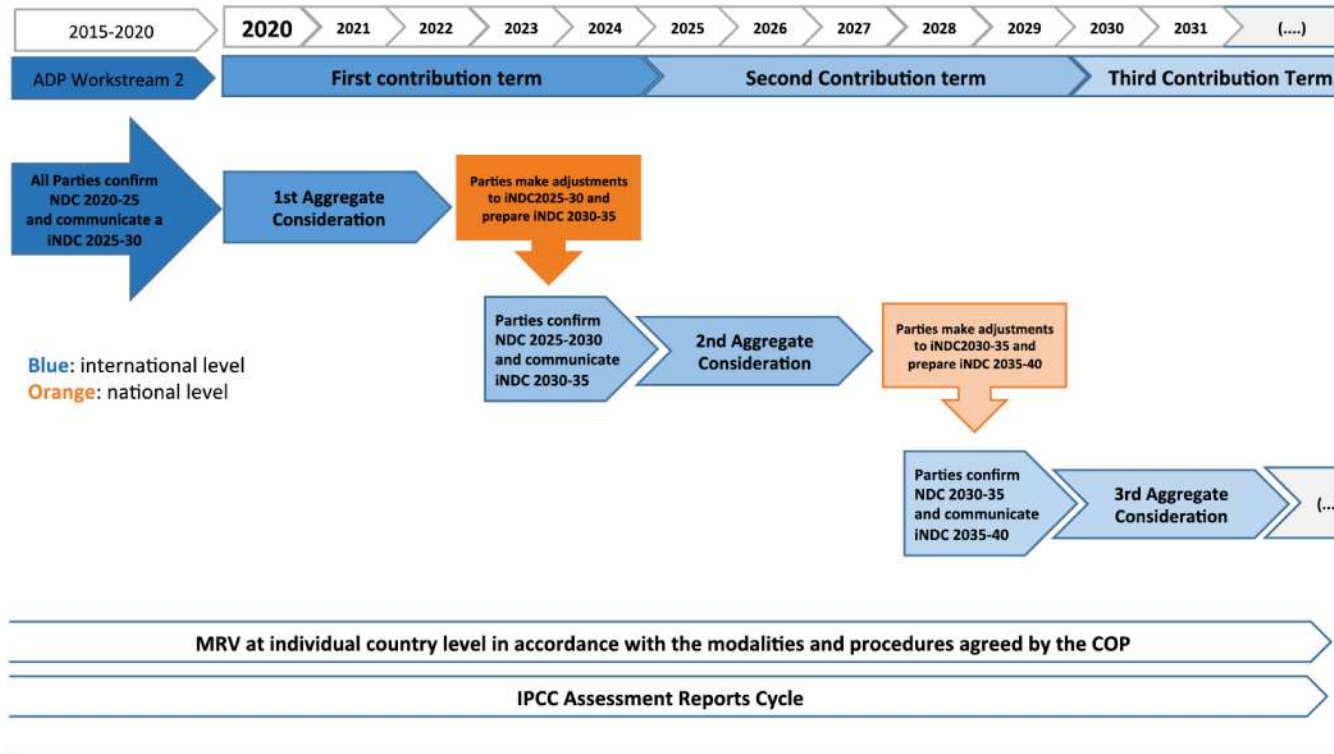 2015-2020
2020
2021
2022
2023
2024
2025
2026
2027
2028
2029
2030
2031
(....)
ADP Workstream 2
First contribution term
Second Contribution term
Third Contribution Term
All Parties confirm
NDC 2020-25
and communicate a
iNDC 2025-30
1st Aggregate
Consideration
Parties make adjustments
to iNDC2025-30 and
prepare iNDC 2030-35
Parties confirm
NDC 2025-2030
and communicate
iNDC 2030-35
2nd Aggregate
Consideration
Parties make adjustments
to iNDC2030-35 and
prepare iNDC 2035-40
Blue: international level
Orange: national level
Parties confirm
NDC 2030-35
and communicate
iNDC 2035-40
3rd Aggregate
Consideration
(...
MRV at individual country level in accordance with the modalities and procedures agreed by the COP
IPCC Assessment Reports Cycle